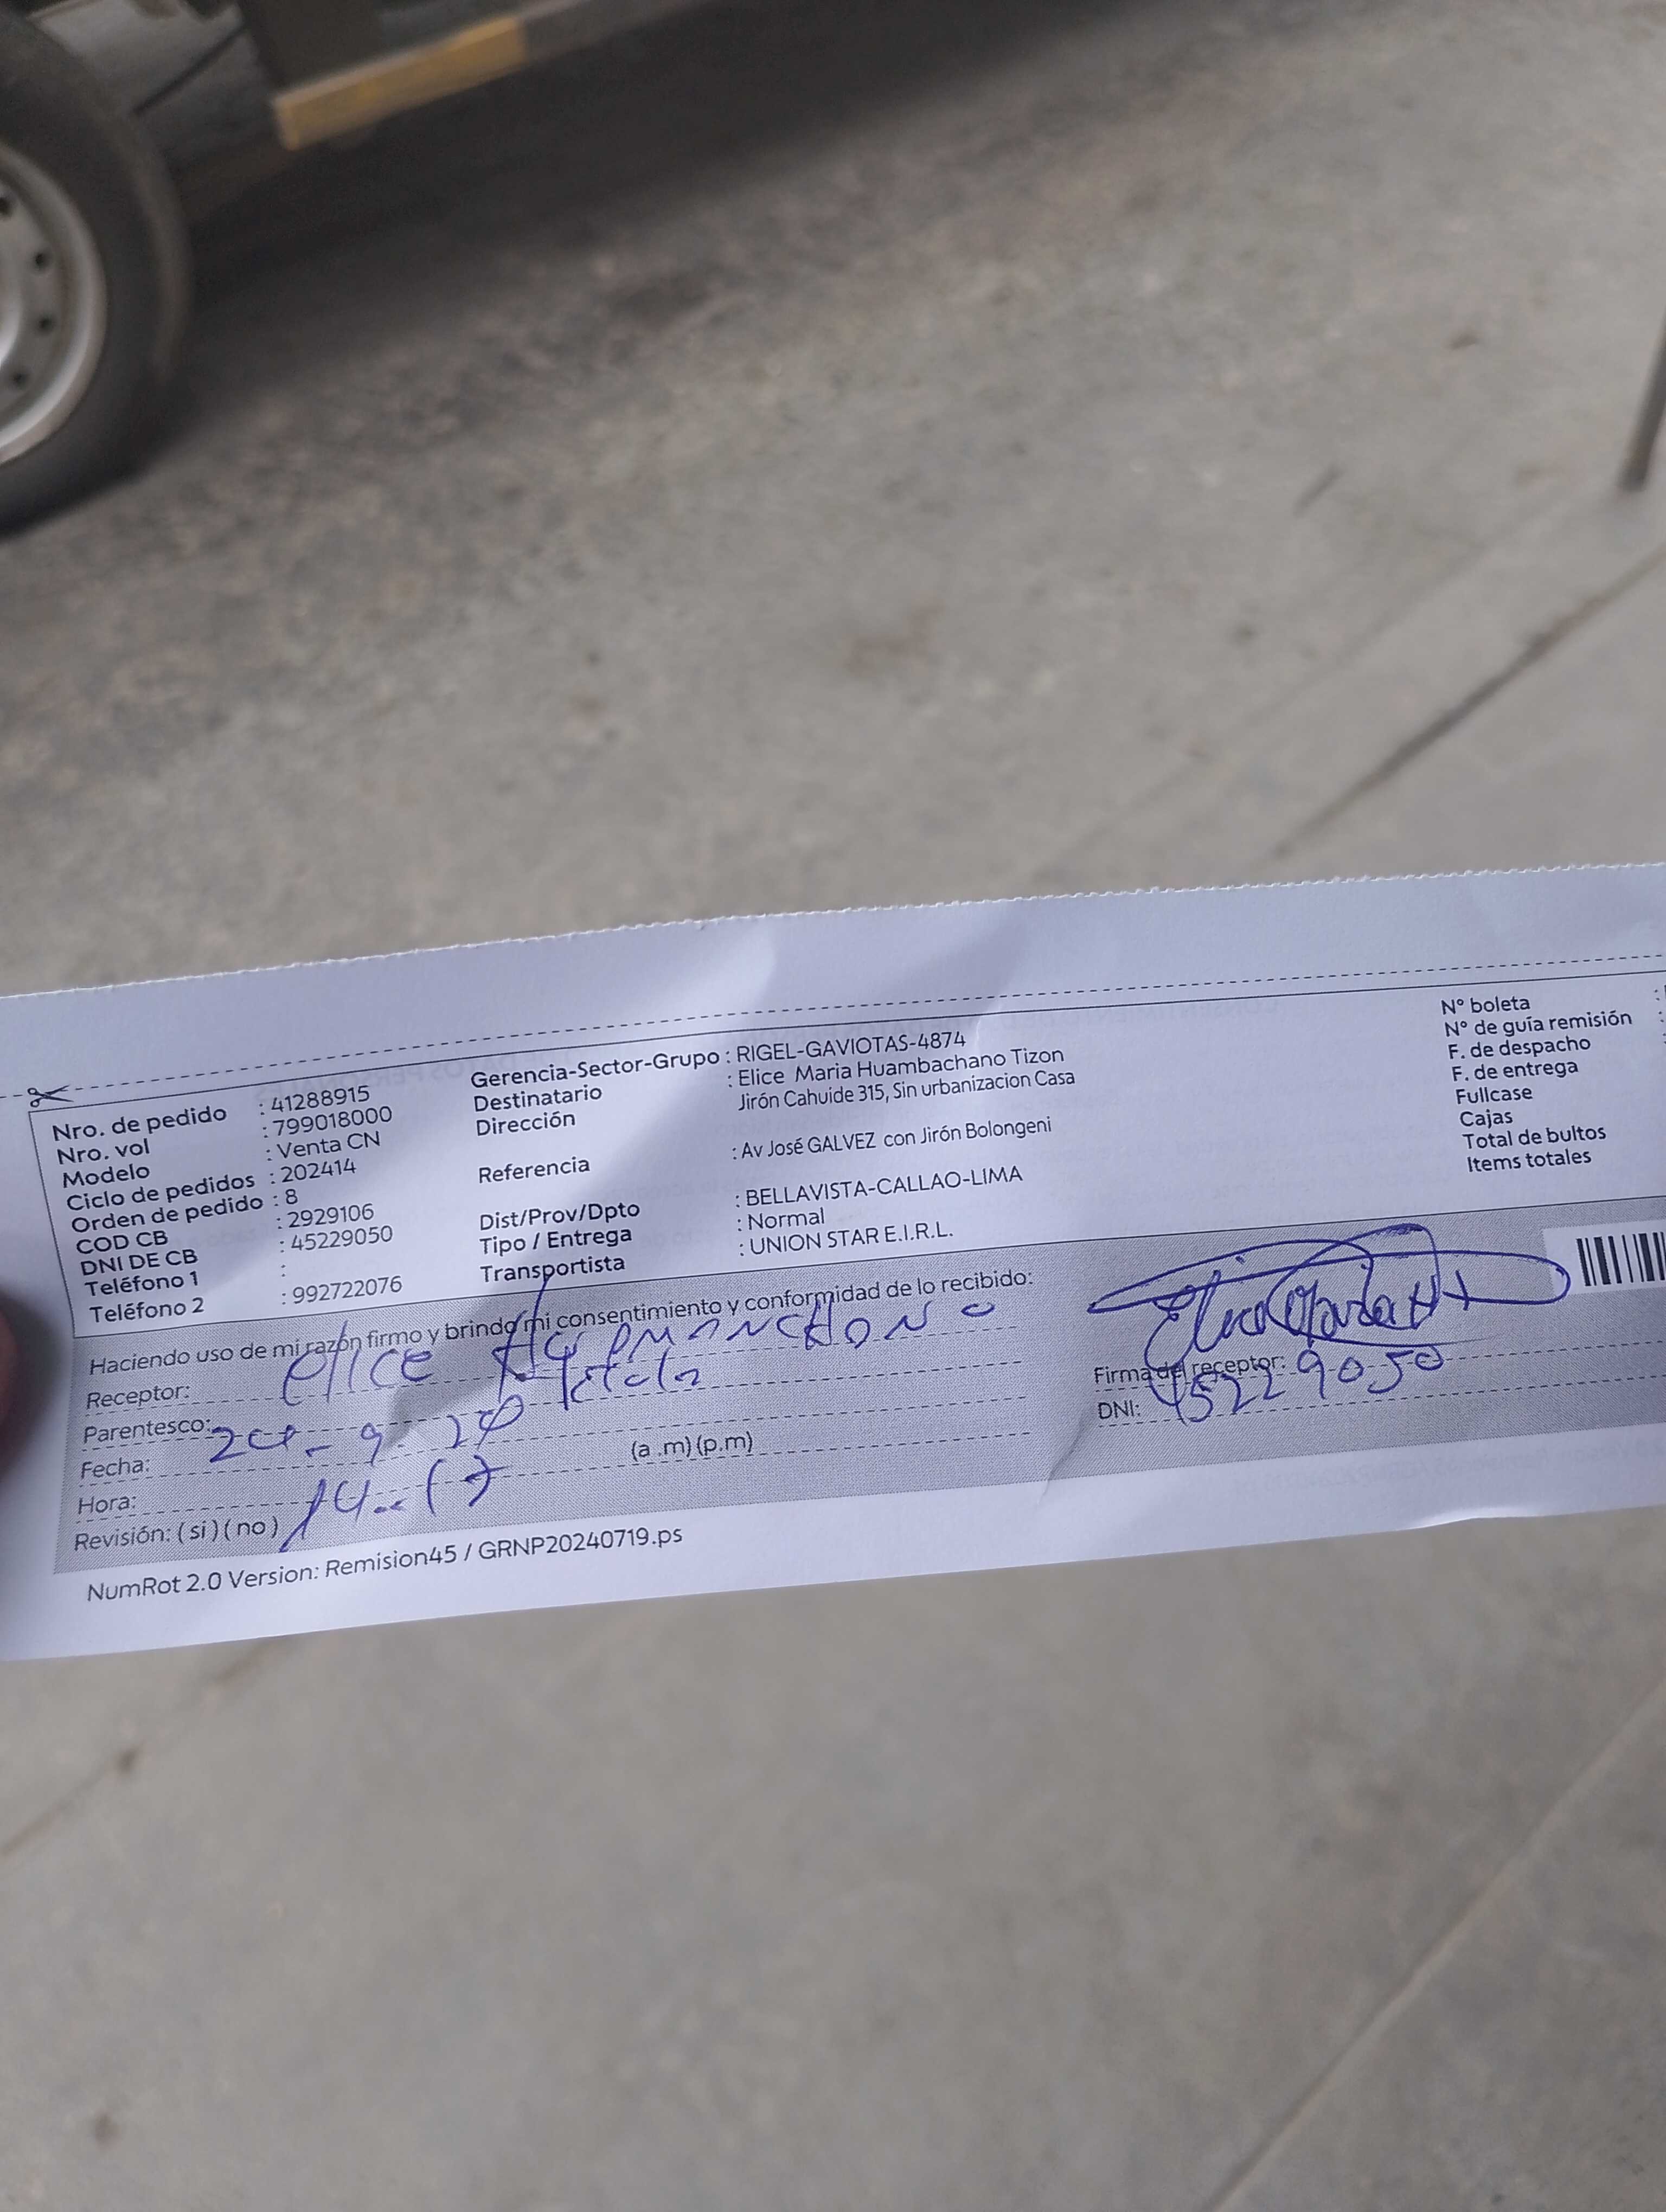 Nro. de pedido : 41288915
Nro. vol : 799018000
Modelo : Venta CN
Ciclo de pedidos : 202414
Orden de pedido : 8
COD CB : 2929106
DNI DE CB : 45229050
Teléfono 1 :
Teléfono 2 : 992722076
Gerencia-Sector-Grupo : RIGEL-GAVIOTAS-4874
Destinatario : Elice Maria Huambachano Tizon
Dirección Jirón Cahuide 315, Sin urbanizacion Casa
Referencia : Av José GALVEZ con Jirón Bolongeni
Dist/Prov/Dpto : BELLAVISTA-CALLAO-LIMA
Tipo / Entrega : Normal
Transportista : UNION STAR E.I.R.L.
N° boleta :
N° de guía remisión :
F. de despacho
F. de entrega
Fullcase
Cajas
Total de bultos
Items totales
Haciendo uso de mi razón firmo y brindo mi consentimiento y conformidad de lo recibido:
Receptor: Elice
Parentesco:
Fecha:
Hora: (a .m) (p.m)
Revisión: ( si ) ( no )
Firma del receptor:
DNI: 45229050
NumRot 2.0 Version: Remision45 / GRNP20240719.ps